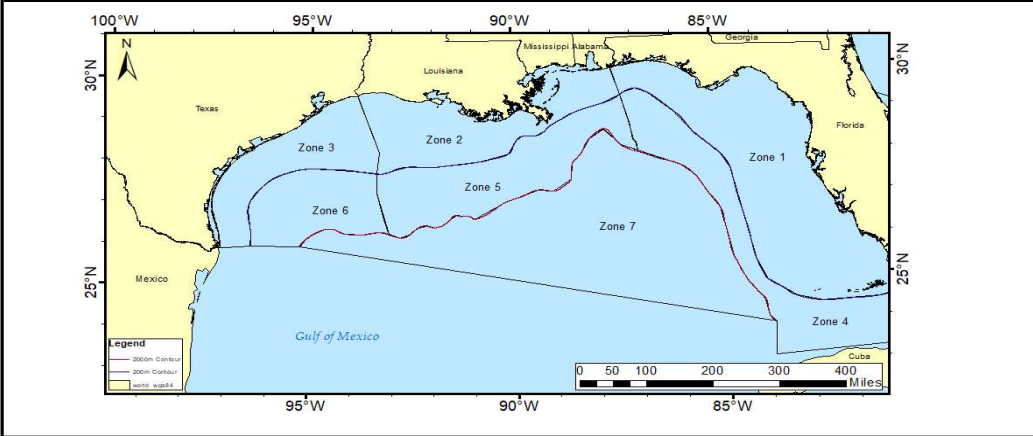 100°W 95°W 90°W 85°W
N
Mississippi Alabama Georgia
30°N 30°N
Louisiana
Texas
Florida
Zone 3 Zone 2 Zone 1
Zone 5
Zone 6
Zone 7
25°N 25°N
Mexico
Zone 4
Gulf of Mexico
Cuba
Legend
2000m Contour
200m Contour
world_wgs84
0 50 100 200 300 400
Miles
95°W 90°W 85°W